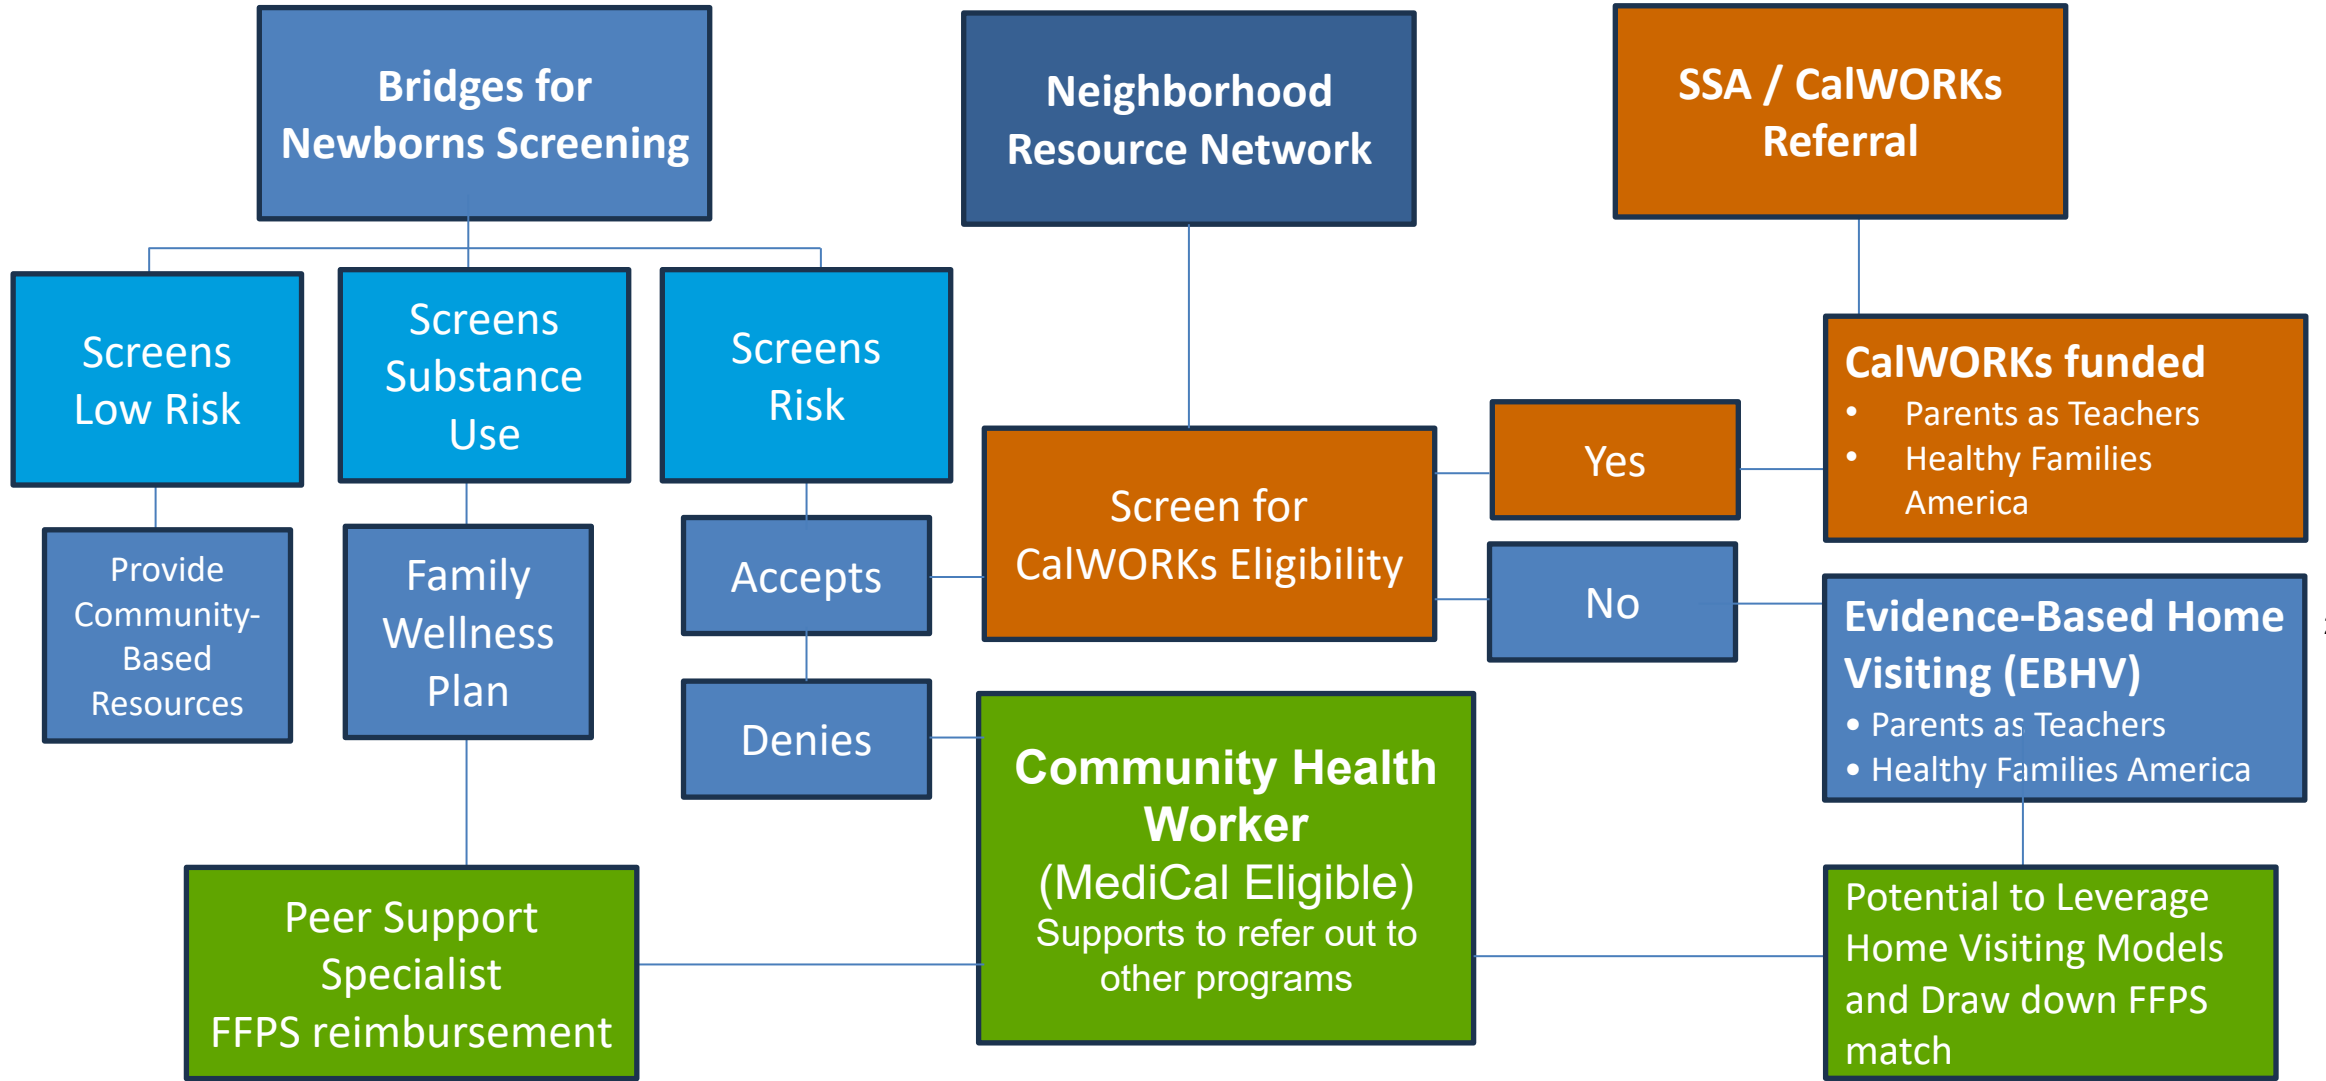 Bridges for
Newborns Screening
Neighborhood
Resource Network
SSA / CalWORKs
Referral
Screens
Low Risk
Screens
Substance
Use
Screens
Risk
CalWORKs funded
• Parents as Teachers
• Healthy Families
America
Yes
Screen for
CalWORKs Eligibility
Provide
Community-
Based
Resources
Family
Wellness
Plan
Accepts
No
Evidence-Based Home
Visiting (EBHV)
• Parents as Teachers
• Healthy Families America
Denies
Community Health
Worker
(MediCal Eligible)
Supports to refer out to
other programs
Peer Support
Specialist
FFPS reimbursement
Potential to Leverage
Home Visiting Models
and Draw down FFPS
match